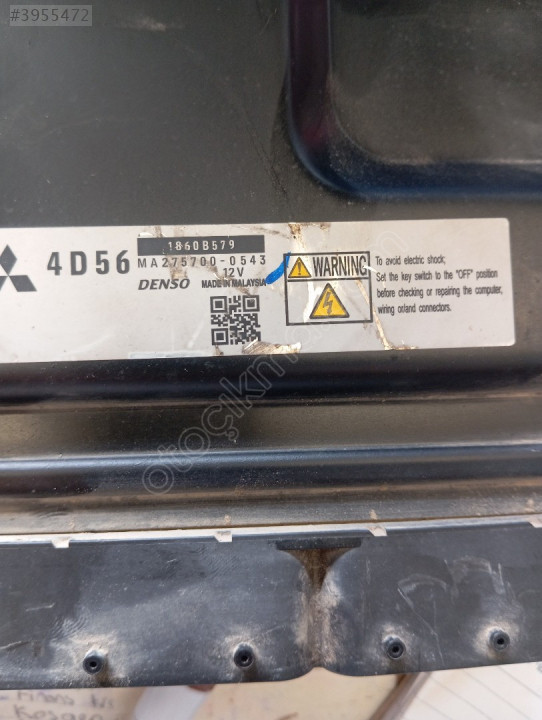 #3955472
4D56
1860B579
MA275700-0543
12V
DENSO MADE IN MALAYSIA
WARNING
To avoid electric shock;
Set the key switch to the "OFF" position
before checking or repairing the computer,
wiring or/and connectors.
otoçıkma